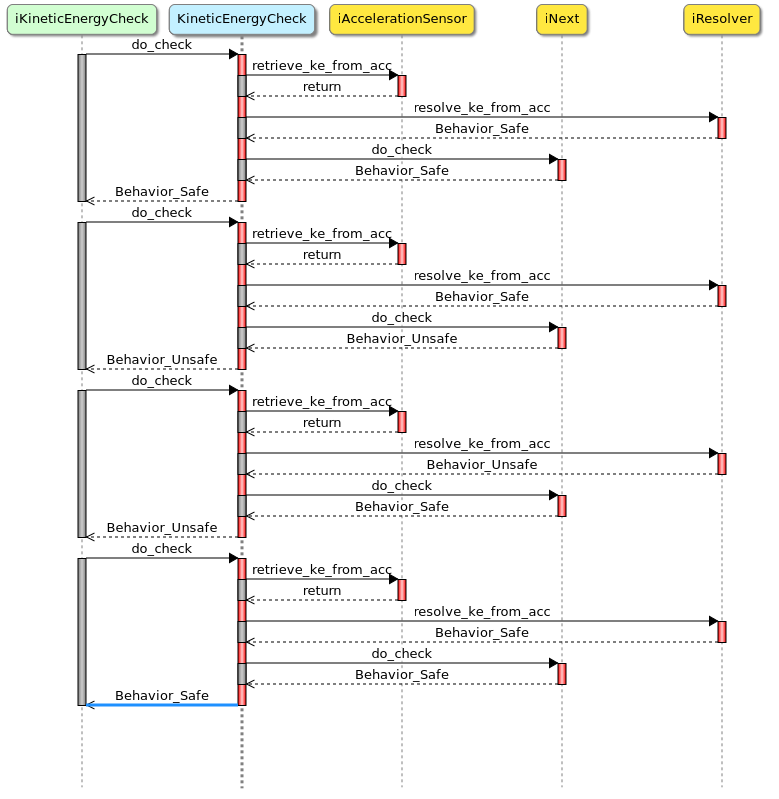 iKineticEnergyCheck
KineticEnergyCheck
iAccelerationSensor
iNext
iResolver
do_check
retrieve_ke_from_acc
return
resolve_ke_from_acc
Behavior_Safe
do_check
Behavior_Safe
Behavior_Safe
do_check
retrieve_ke_from_acc
return
resolve_ke_from_acc
Behavior_Safe
do_check
Behavior_Unsafe
Behavior_Unsafe
do_check
retrieve_ke_from_acc
return
resolve_ke_from_acc
Behavior_Unsafe
do_check
Behavior_Safe
Behavior_Unsafe
do_check
retrieve_ke_from_acc
return
resolve_ke_from_acc
Behavior_Safe
do_check
Behavior_Safe
Behavior_Safe